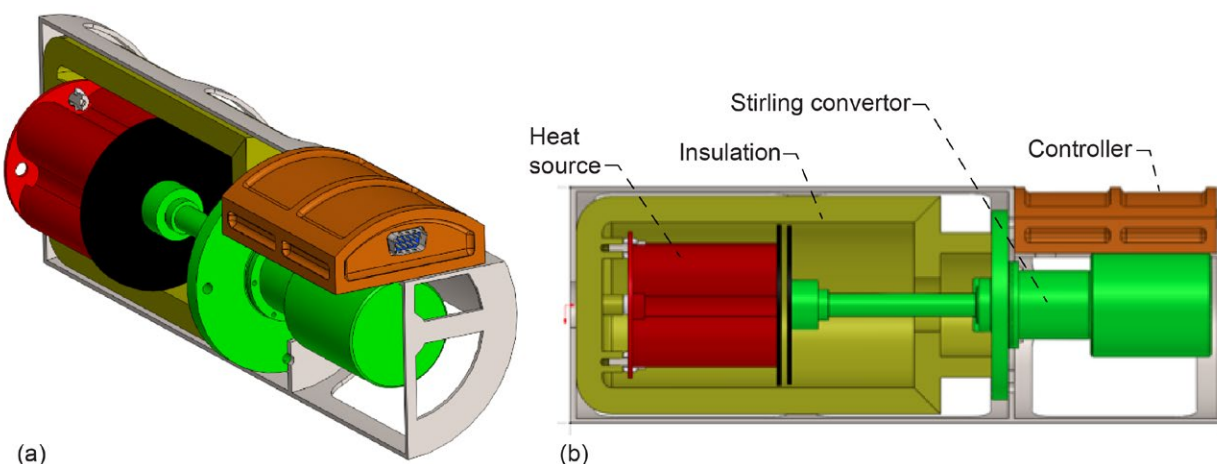 Stirling convertor
Heat
source
Insulation
Controller
(a)
(b)